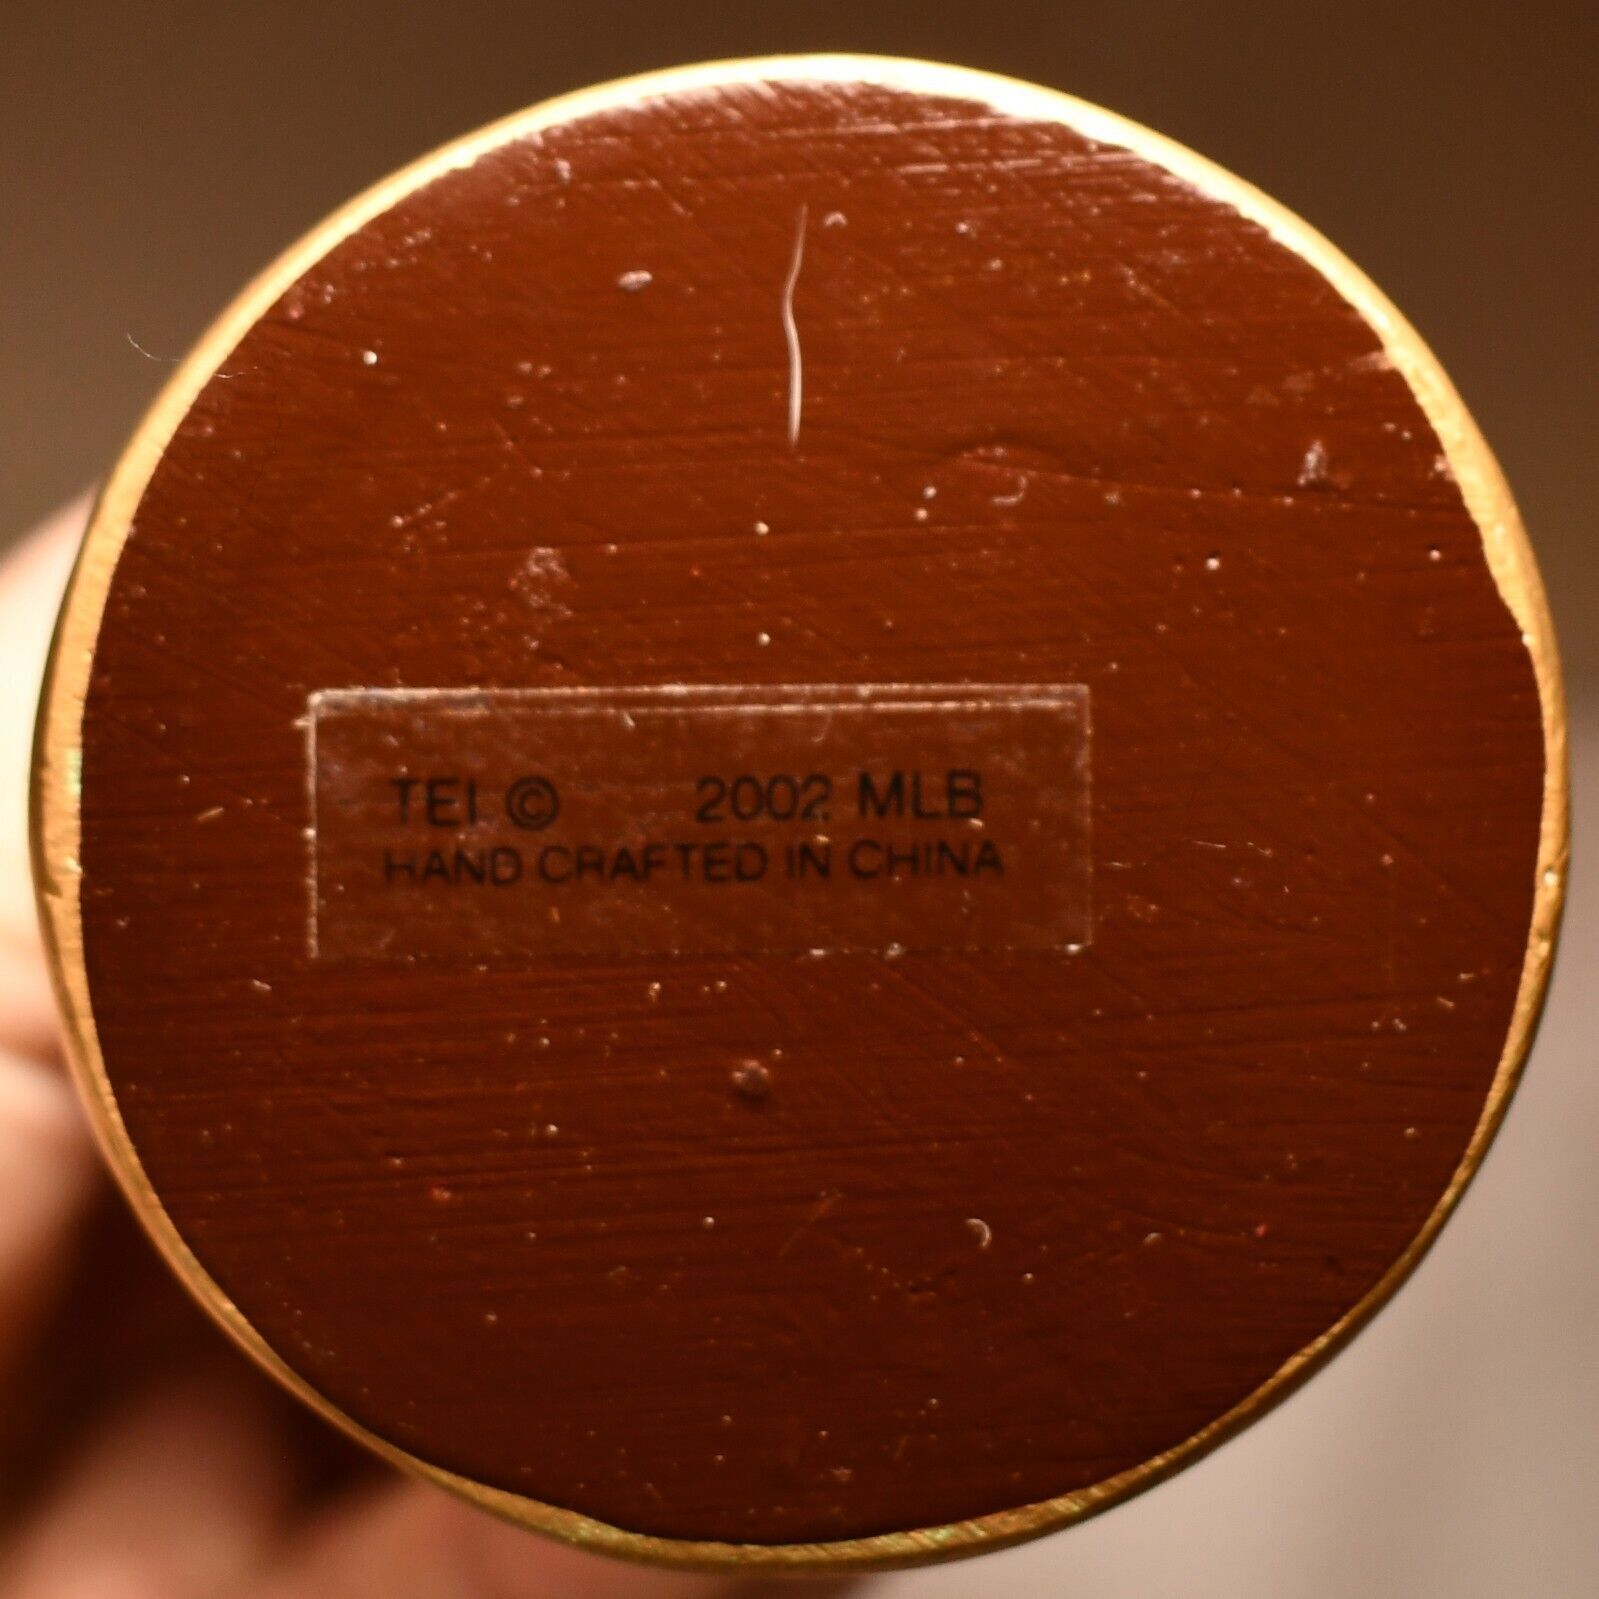 TEI © 2002 MLB
HAND CRAFTED IN CHINA